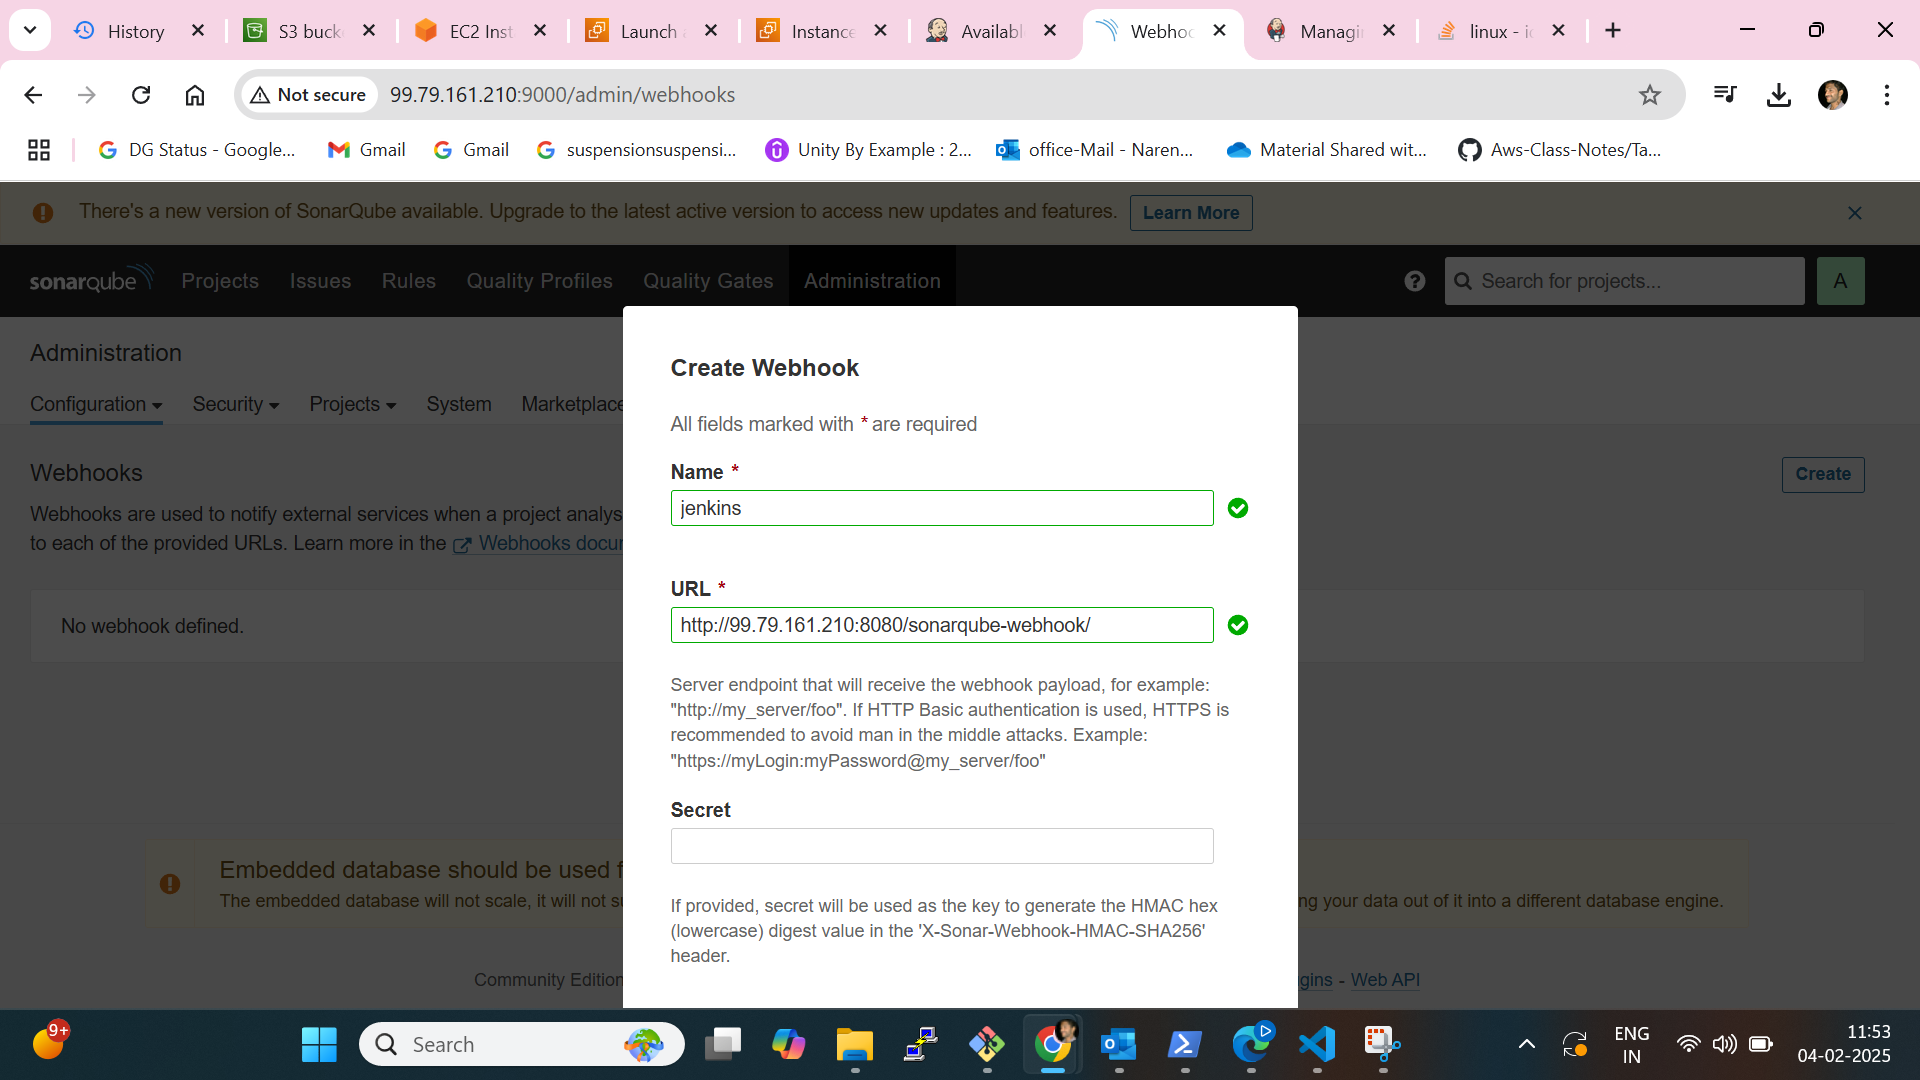 History
S3 buck
EC2 Inst
Launch a
Instance
Availabl
Webhoo
Managi
linux - ic
Not secure
99.79.161.210:9000/admin/webhooks
DG Status - Google...
Gmail
Gmail
suspensionsuspensi...
Unity By Example : 2...
office-Mail - Naren...
Material Shared wit...
Aws-Class-Notes/Ta...
There's a new version of SonarQube available. Upgrade to the latest active version to access new updates and features.
Learn More
sonarqube
Projects
Issues
Rules
Quality Profiles
Quality Gates
Administration
Search for projects...
A
Administration
Configuration
Security
Projects
System
Marketplace
Webhooks
Create
Webhooks are used to notify external services when a project analys
to each of the provided URLs. Learn more in the Webhooks docum
No webhook defined.
Create Webhook
All fields marked with * are required
Name *
jenkins
URL *
http://99.79.161.210:8080/sonarqube-webhook/
Server endpoint that will receive the webhook payload, for example:
"http://my_server/foo". If HTTP Basic authentication is used, HTTPS is
recommended to avoid man in the middle attacks. Example:
"https://myLogin:myPassword@my_server/foo"
Secret
If provided, secret will be used as the key to generate the HMAC hex
(lowercase) digest value in the 'X-Sonar-Webhook-HMAC-SHA256'
header.
Embedded database should be used f
The embedded database will not scale, it will not su
ng your data out of it into a different database engine.
Community Edition
gins - Web API
9+
Search
ENG
IN
11:53
04-02-2025